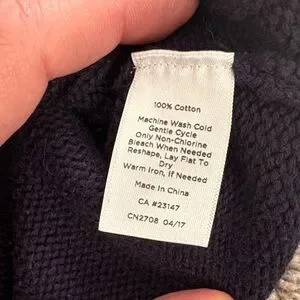 100% Cotton
Machine Wash Cold
Gentle Cycle
Only Non-Chlorine
Bleach When Needed
Reshape, Lay Flat To
Dry
Warm Iron, If Needed
Made In China
CA #23147
CN2708 04/17